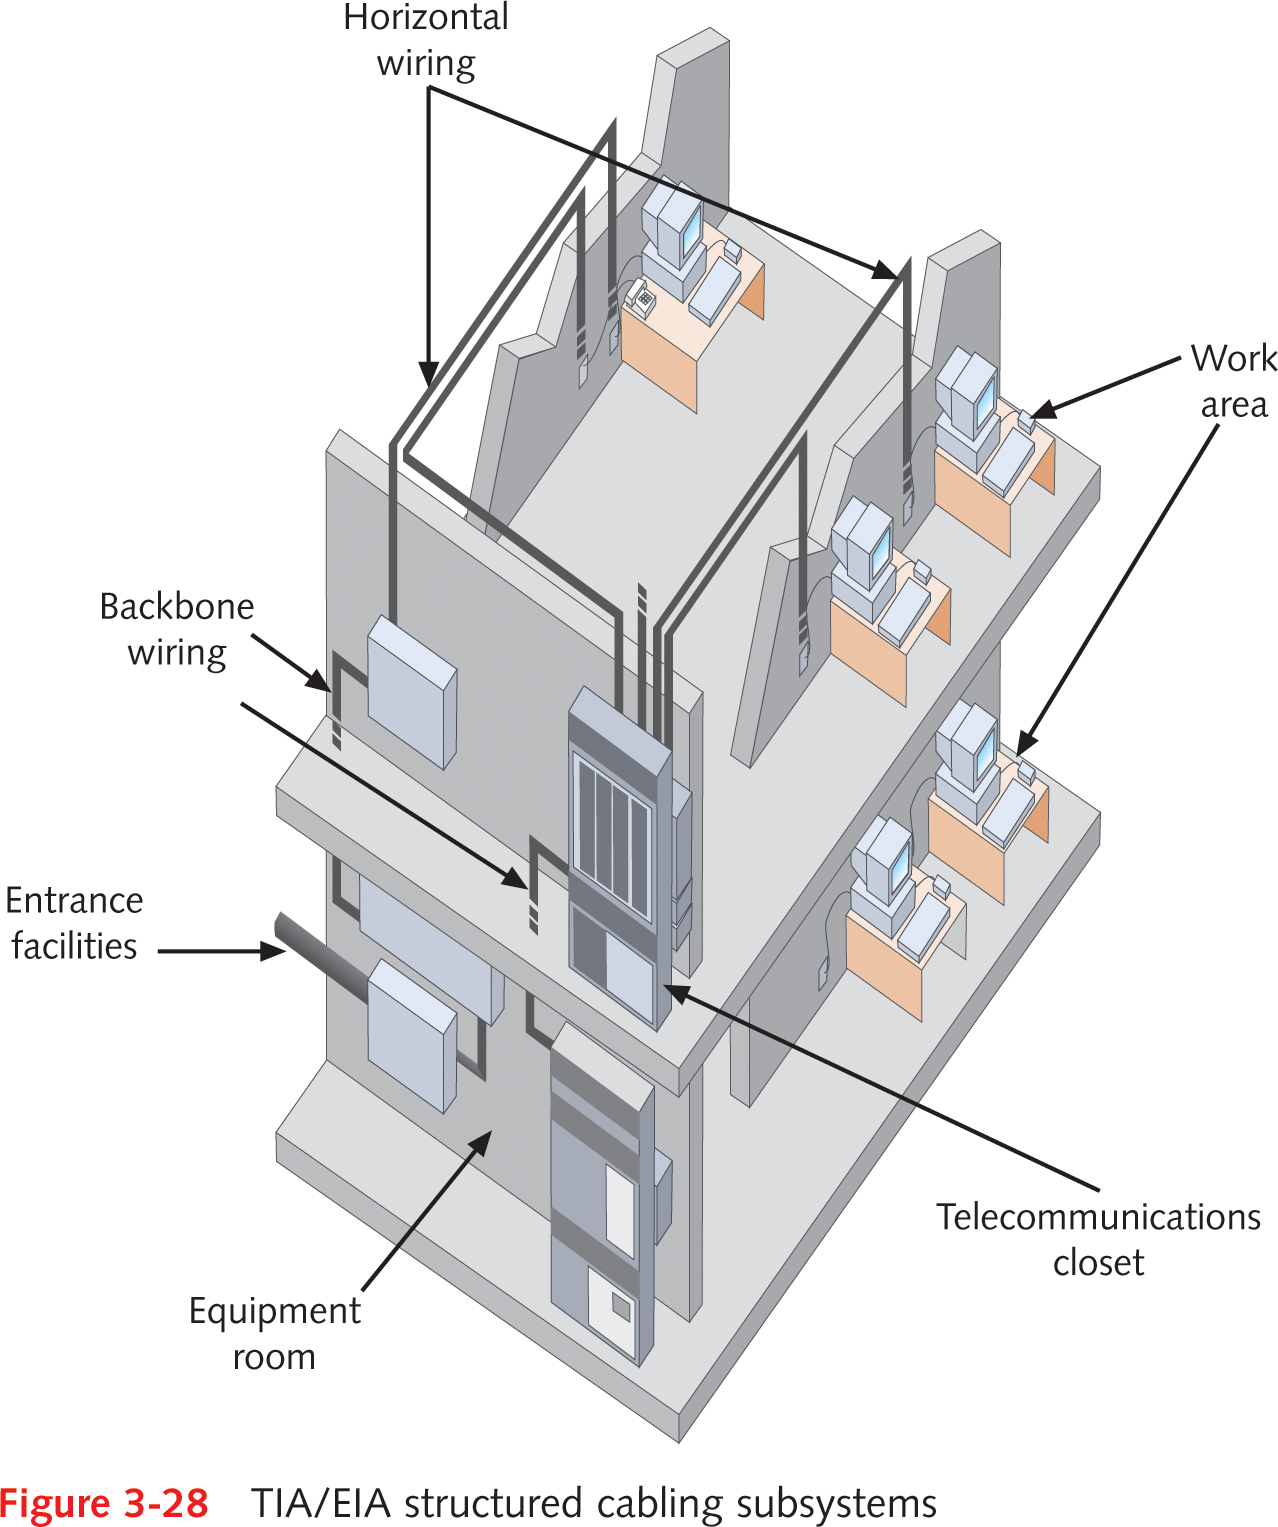 Horizontal
wiring
Work
area
Backbone
wiring
Entrance
facilities
Telecommunications
closet
Equipment
room
Figure 3-28 TIA/EIA structured cabling subsystems